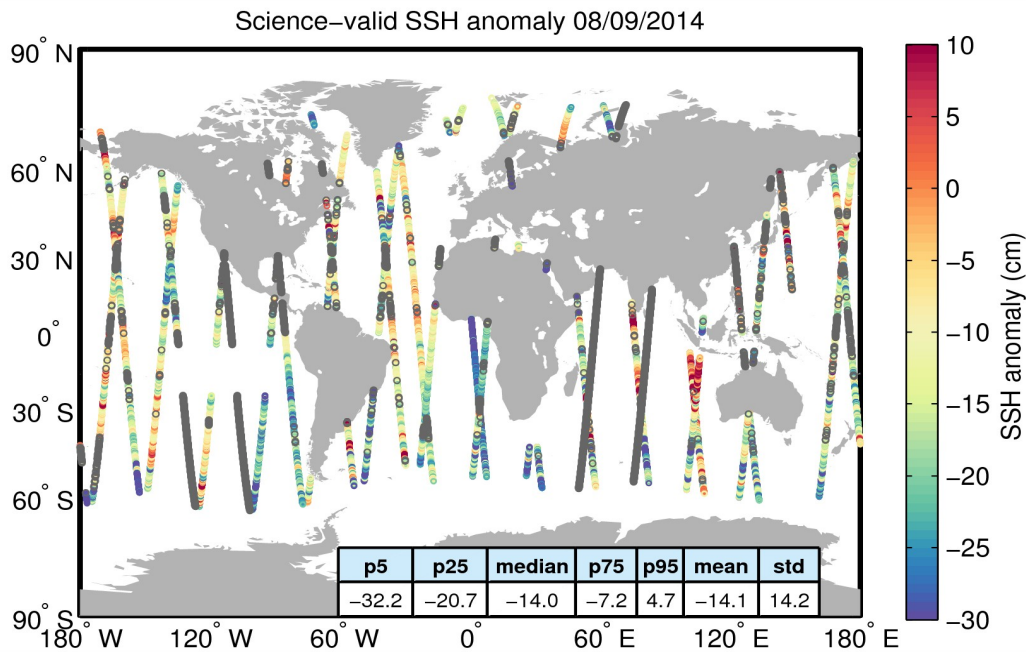 Science−valid SSH anomaly 08/09/2014
90° N
60° N
30° N
0°
30° S
60° S
90° S
180° W
120° W
60° W
0°
60° E
120° E
180° E
p5 p25 median p75 p95 mean std
−32.2 −20.7 −14.0 −7.2 4.7 −14.1 14.2
10
5
0
−5
−10
−15
−20
−25
−30
SSH anomaly (cm)